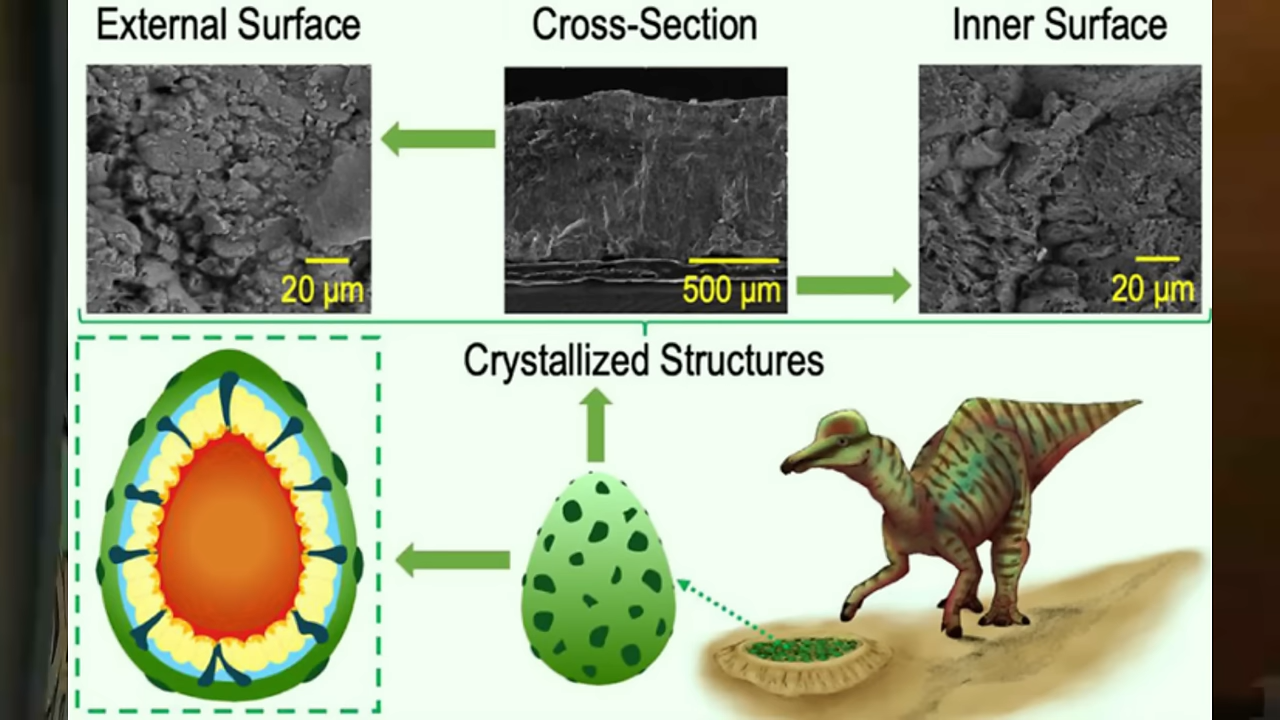 External Surface
Cross-Section
Inner Surface
20 μm
500 μm
20 μm
Crystallized Structures